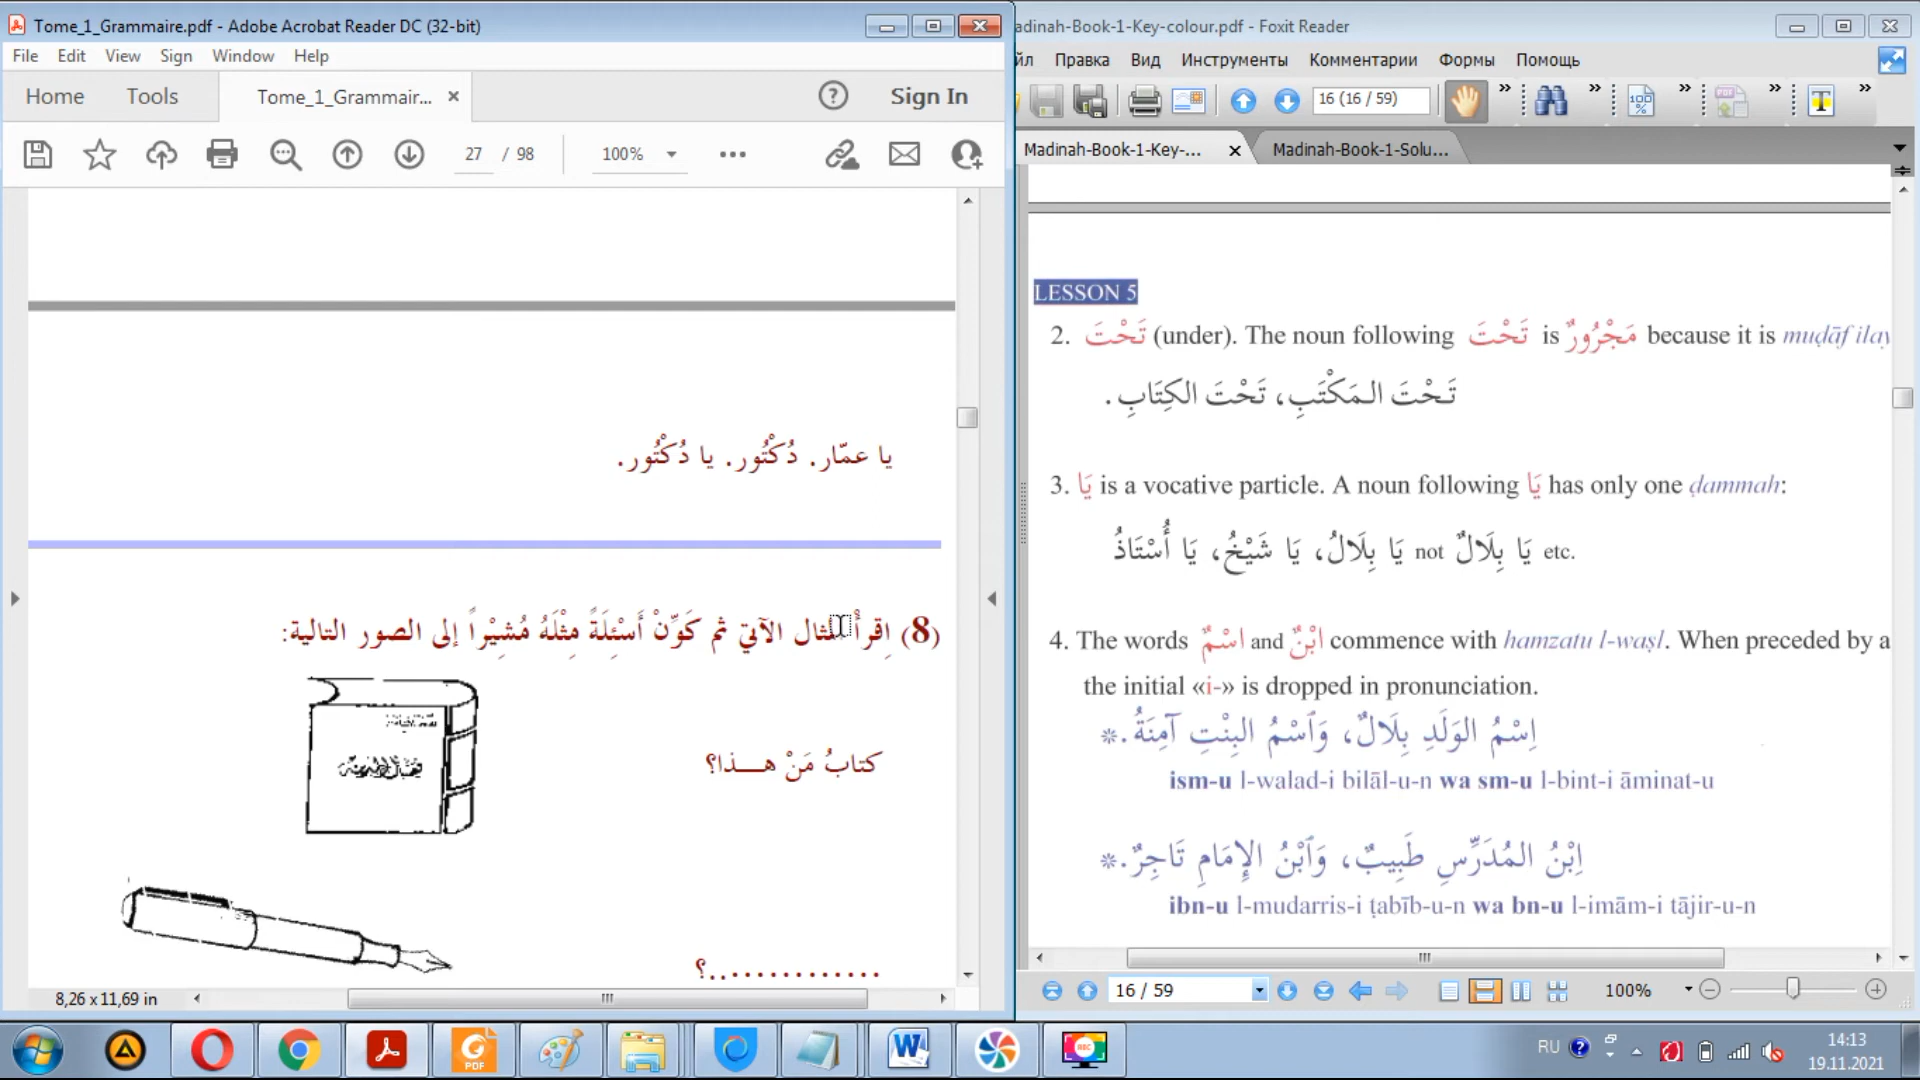 Tome_1_Grammaire.pdf - Adobe Acrobat Reader DC (32-bit)
File Edit View Sign Window Help
Home Tools Tome_1_Grammair... Sign In
27 / 98 100%
يا عمّار. دُكْتُور. يا دُكْتُور.
(8) اِقرأْ الآتيَ ثم كَوِّنْ أَسْئِلَةً مِثْلَهُ مُشِيْراً إلى الصور التالية:
كتابُ مَنْ هـــذا؟
..............؟
8,26 x 11,69 in
adinah-Book-1-Key-colour.pdf - Foxit Reader
йл Правка Вид Инструменты Комментарии Формы Помощь
16 (16 / 59)
Madinah-Book-1-Key-... Madinah-Book-1-Solu...
LESSON 5
2. تَحْتَ (under). The noun following تَحْتَ is مَجْرُورٌ because it is muḍāf ilay
تَـحْتَ الـمَكْتَبِ، تَحْتَ الكِتَابِ.
3. يَا is a vocative particle. A noun following يَا has only one ḍammah:
يَا بِلَالُ، يَا شَيْخُ، يَا أُسْتَاذُ not يَا بِلَالٌ etc.
4. The words اسْمٌ and ابْنٌ commence with hamzatu l-waṣl. When preceded by a
the initial «i-» is dropped in pronunciation.
* اِسْمُ الوَلَدِ بِلَالٌ، وَٱسْمُ البِنْتِ آمِنَةُ.
ism-u l-walad-i bilāl-u-n wa sm-u l-bint-i āminat-u
* اِبْنُ المُدَرِّسِ طَبِيبٌ، وَٱبْنُ الإِمَامِ تَاجِرٌ.
ibn-u l-mudarris-i ṭabīb-u-n wa bn-u l-imām-i tājir-u-n
16 / 59 100%
RU 14:13
19.11.2021